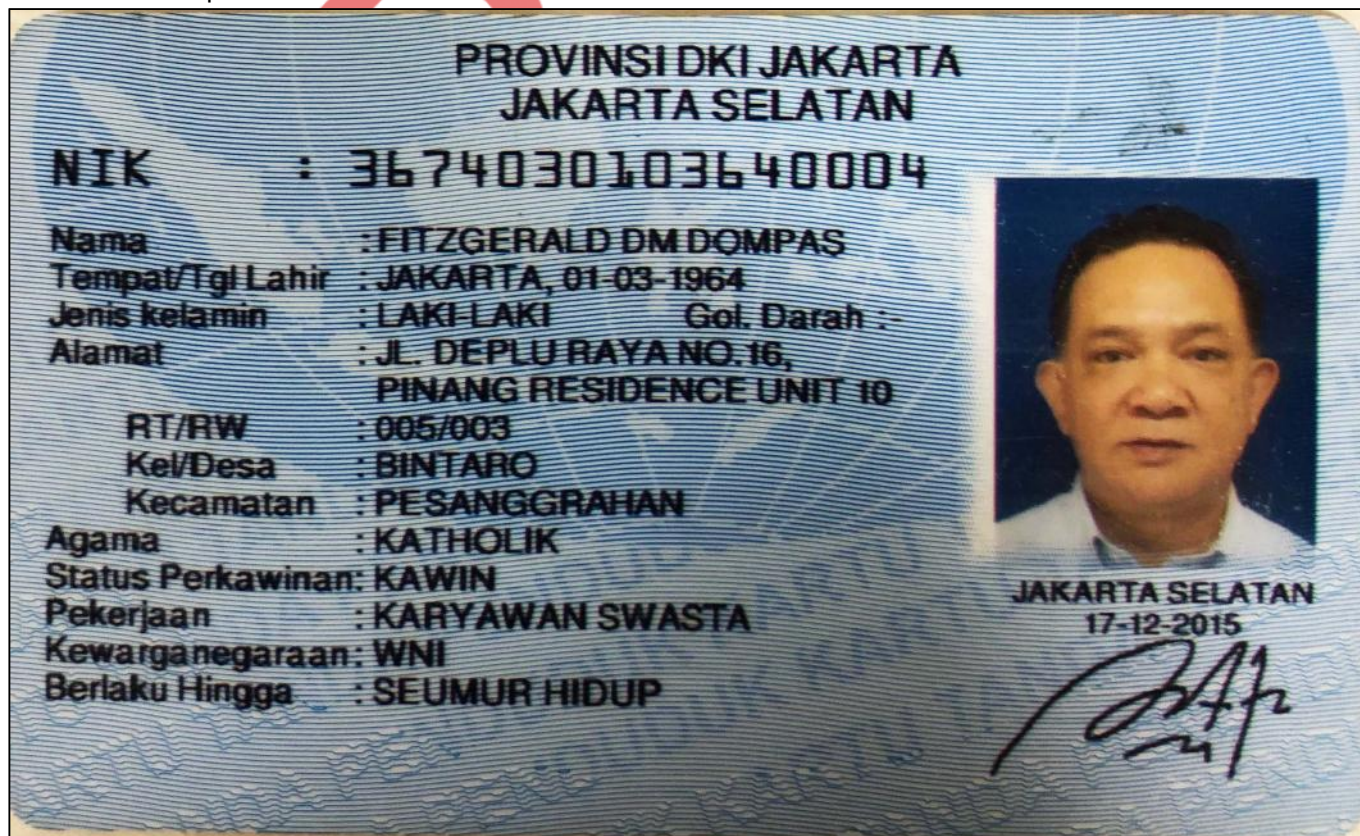 PROVINSI DKI JAKARTA
JAKARTA SELATAN
NIK : 3674030103640004
Nama : FITZGERALD DM DOMPAS
Tempat/Tgl Lahir : JAKARTA, 01-03-1964
Jenis kelamin : LAKI-LAKI Gol. Darah :-
Alamat : JL. DEPLU RAYA NO.16,
PINANG RESIDENCE UNIT 10
RT/RW : 005/003
Kel/Desa : BINTARO
Kecamatan : PESANGGRAHAN
Agama : KATHOLIK
Status Perkawinan: KAWIN
Pekerjaan : KARYAWAN SWASTA
Kewarganegaraan: WNI
Berlaku Hingga : SEUMUR HIDUP
JAKARTA SELATAN
17-12-2015